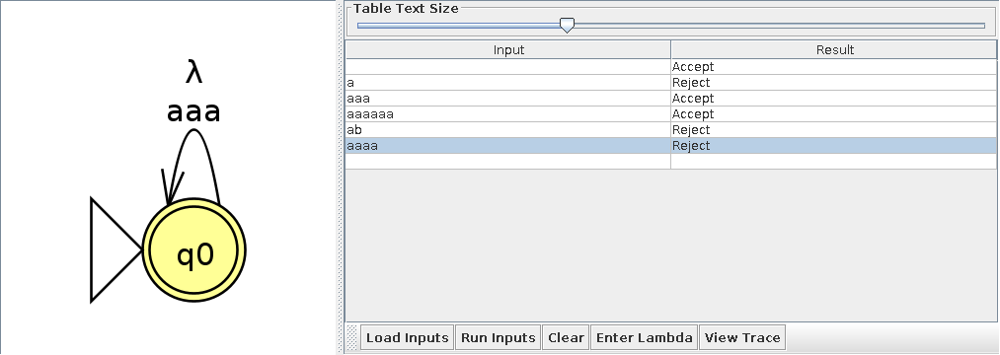 λ
aaa
q0
Table Text Size
Input Result
Accept
a Reject
aaa Accept
aaaaaa Accept
ab Reject
aaaa Reject
Load Inputs Run Inputs Clear Enter Lambda View Trace